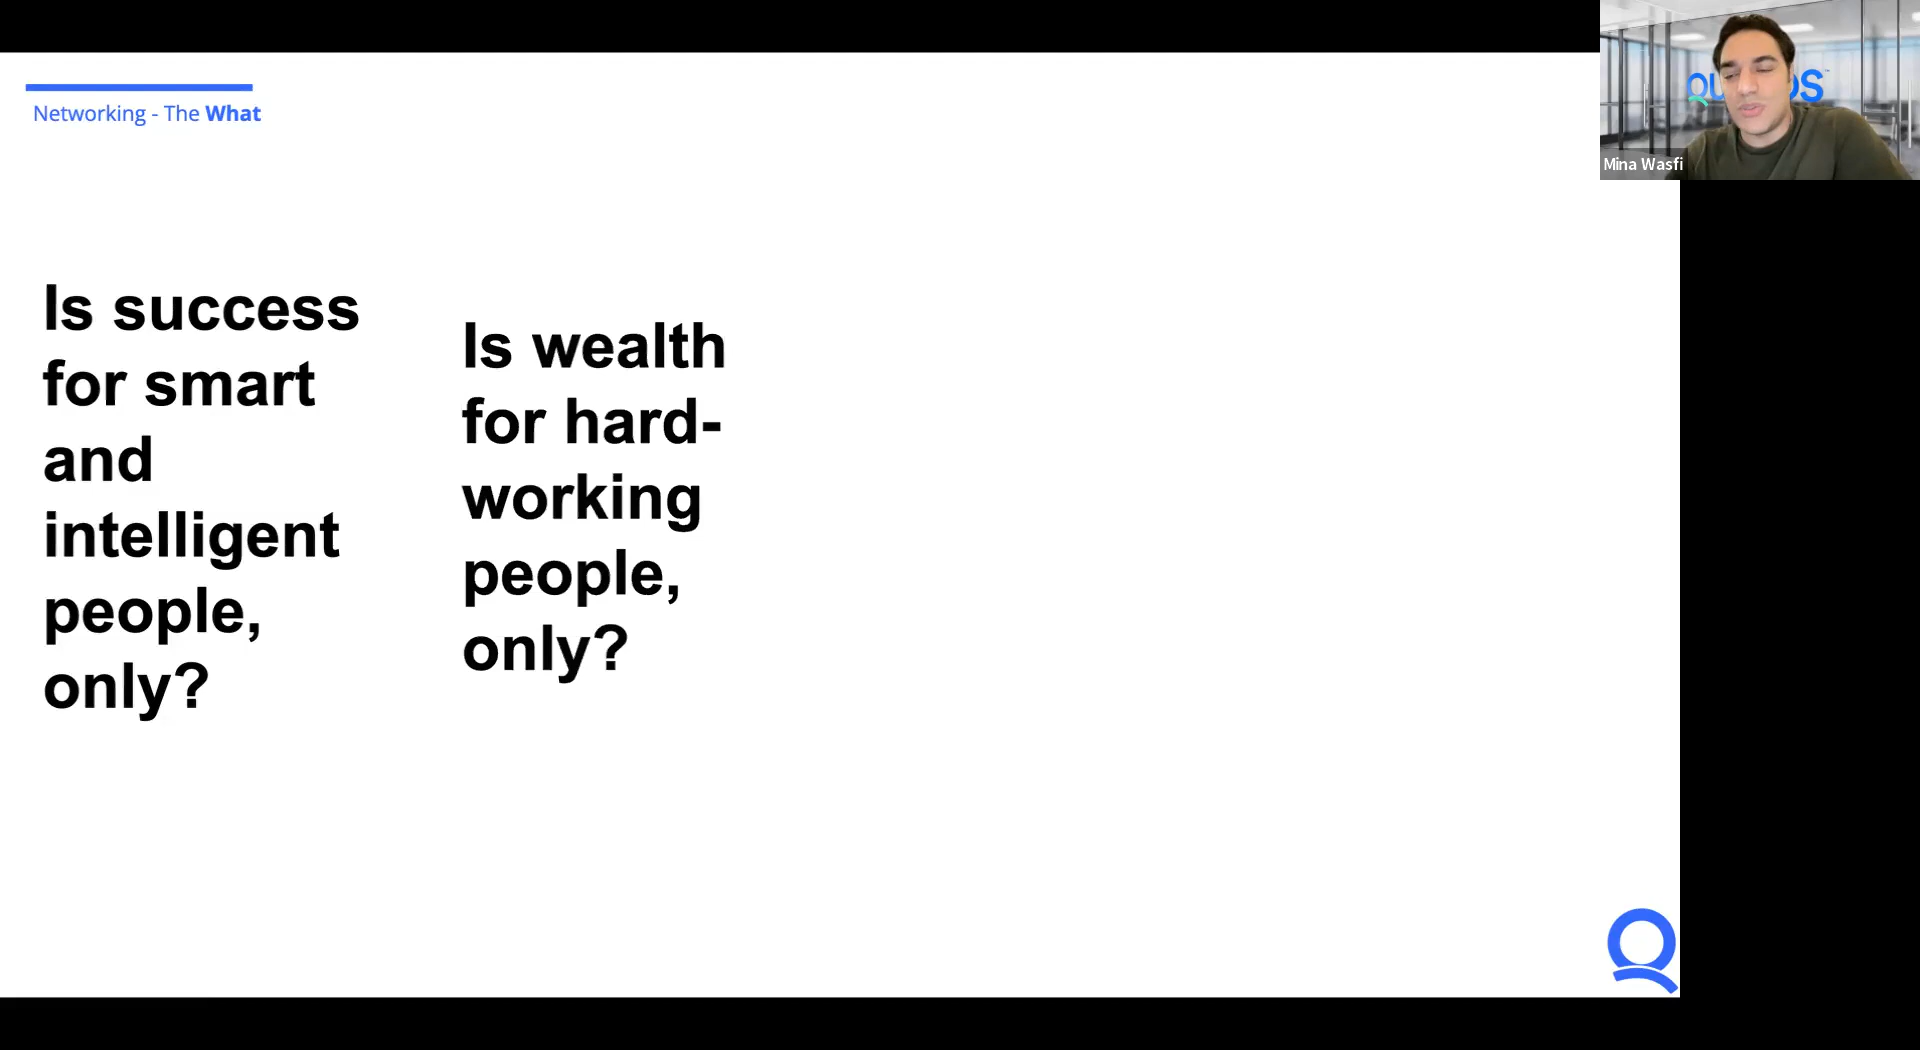 Networking - The What
Is success
for smart
and
intelligent
people,
only?
Is wealth
for hard-
working
people,
only?
Mina Wasfi